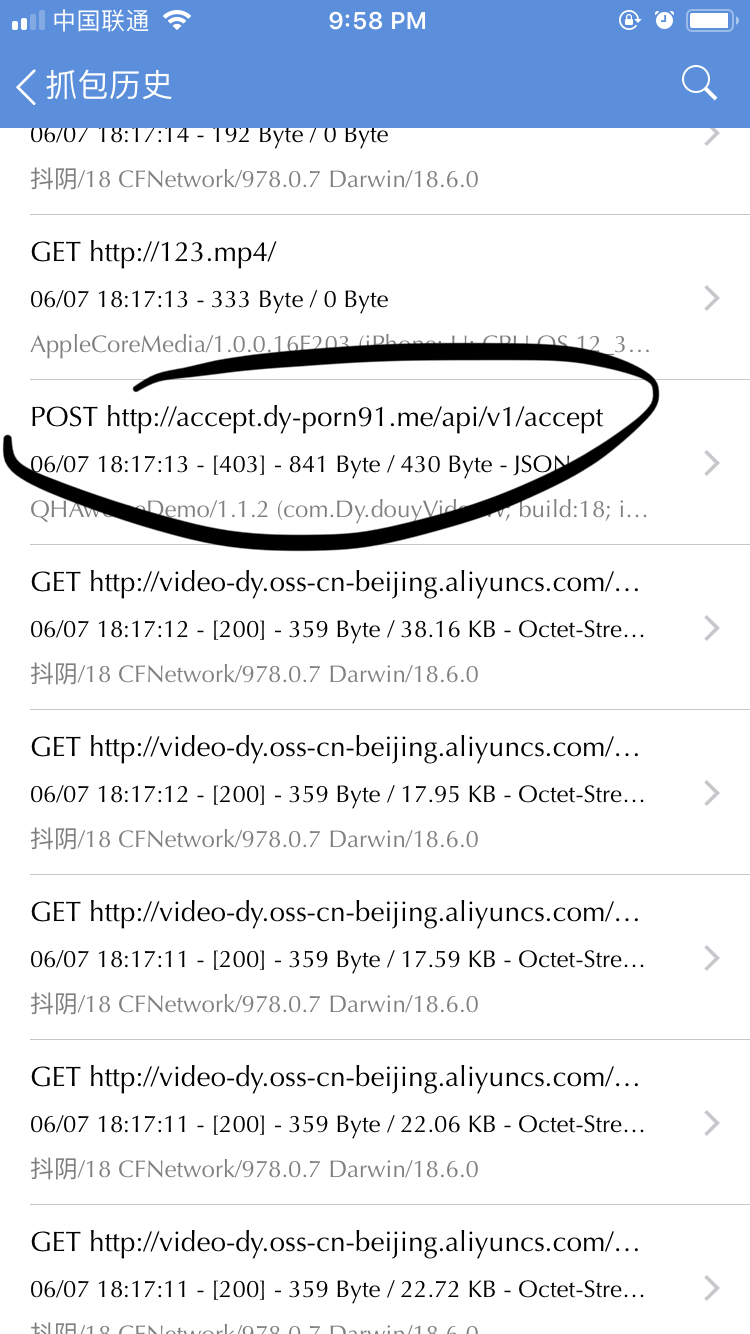 中国联通 9:58 PM
抓包历史
06/07 18:17:14 - 192 Byte / 0 Byte
抖阴/18 CFNetwork/978.0.7 Darwin/18.6.0
GET http://123.mp4/
06/07 18:17:13 - 333 Byte / 0 Byte
AppleCoreMedia/1.0.0.16F203 (iPhone; U; CPU OS 12_3…
POST http://accept.dy-porn91.me/api/v1/accept
06/07 18:17:13 - [403] - 841 Byte / 430 Byte - JSON
(com.Dy.douyVid build:18; i…
GET http://video-dy.oss-cn-beijing.aliyuncs.com/…
06/07 18:17:12 - [200] - 359 Byte / 38.16 KB - Octet-Stre…
抖阴/18 CFNetwork/978.0.7 Darwin/18.6.0
GET http://video-dy.oss-cn-beijing.aliyuncs.com/…
06/07 18:17:12 - [200] - 359 Byte / 17.95 KB - Octet-Stre…
抖阴/18 CFNetwork/978.0.7 Darwin/18.6.0
GET http://video-dy.oss-cn-beijing.aliyuncs.com/…
06/07 18:17:11 - [200] - 359 Byte / 17.59 KB - Octet-Stre…
抖阴/18 CFNetwork/978.0.7 Darwin/18.6.0
GET http://video-dy.oss-cn-beijing.aliyuncs.com/…
06/07 18:17:11 - [200] - 359 Byte / 22.06 KB - Octet-Stre…
抖阴/18 CFNetwork/978.0.7 Darwin/18.6.0
GET http://video-dy.oss-cn-beijing.aliyuncs.com/…
06/07 18:17:11 - [200] - 359 Byte / 22.72 KB - Octet-Stre…
抖阴/18 CFNetwork/978.0.7 Darwin/18.6.0